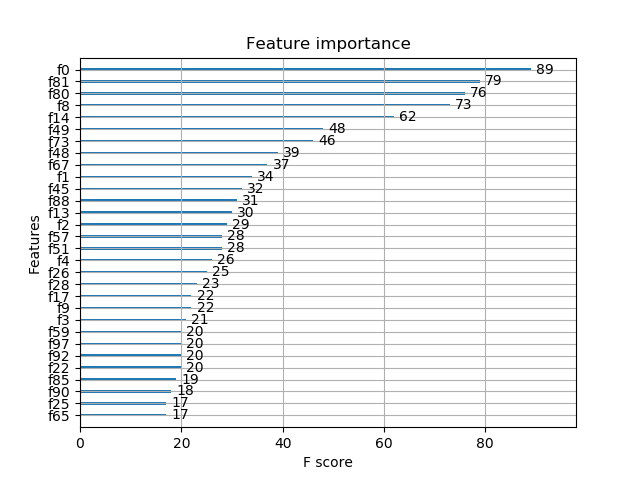 Feature importance
f0 89
f81 79
f80 76
f8 73
f14 62
f49 48
f73 46
f48 39
f67 37
f1 34
f45 32
f88 31
f13 30
f2 29
f57 28
f51 28
f4 26
f26 25
f28 23
f17 22
f9 22
f3 21
f59 20
f97 20
f92 20
f22 20
f85 19
f90 18
f25 17
f65 17
Features
0 20 40 60 80
F score